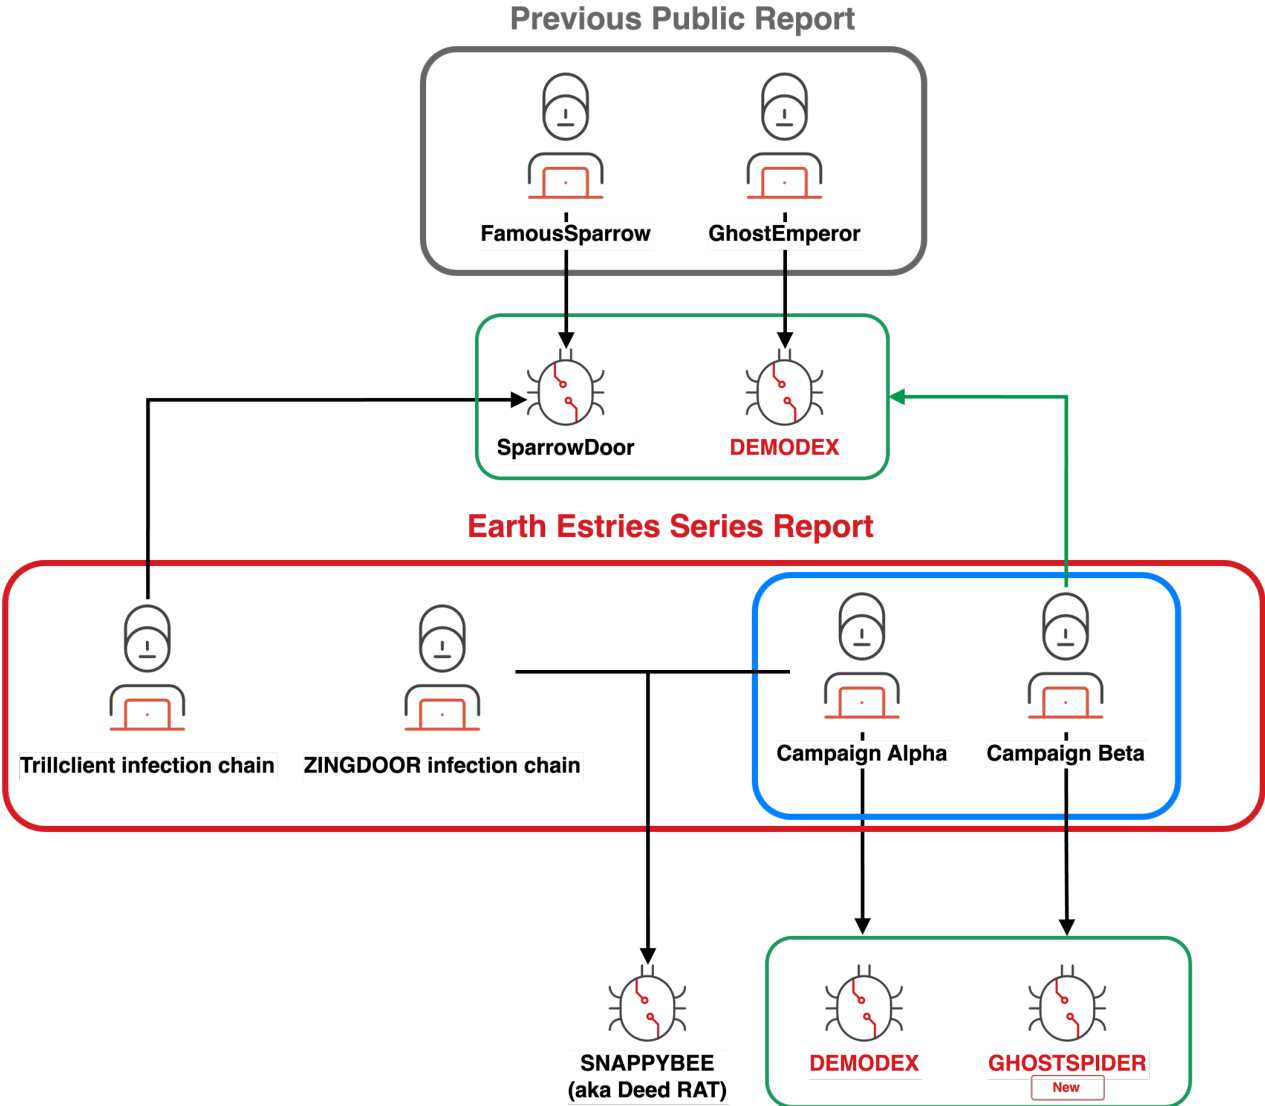 Previous Public Report
FamousSparrow
GhostEmperor
SparrowDoor
DEMODEX
Earth Estries Series Report
Trillclient infection chain
ZINGDOOR infection chain
Campaign Alpha
Campaign Beta
SNAPPYBEE
(aka Deed RAT)
DEMODEX
GHOSTSPIDER
New